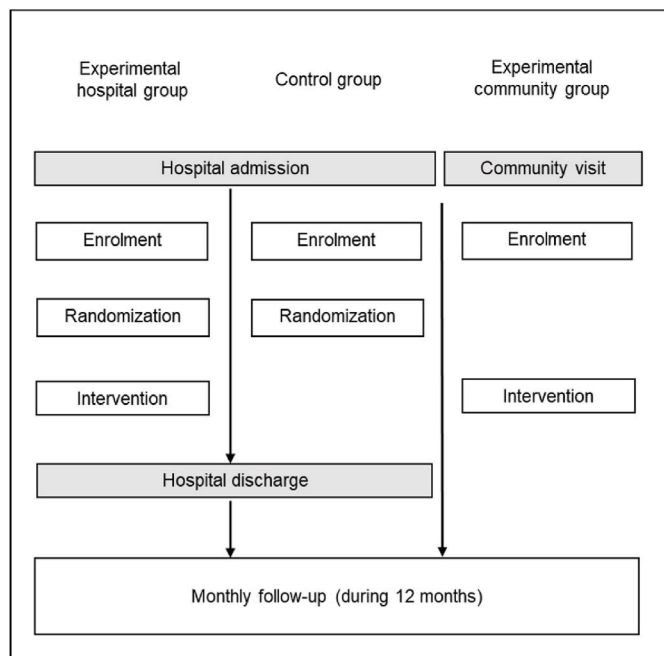 Experimental
hospital group
Control group
Experimental
community group
Hospital admission
Community visit
Enrolment
Enrolment
Enrolment
Randomization
Randomization
Intervention
Intervention
Hospital discharge
Monthly follow-up (during 12 months)